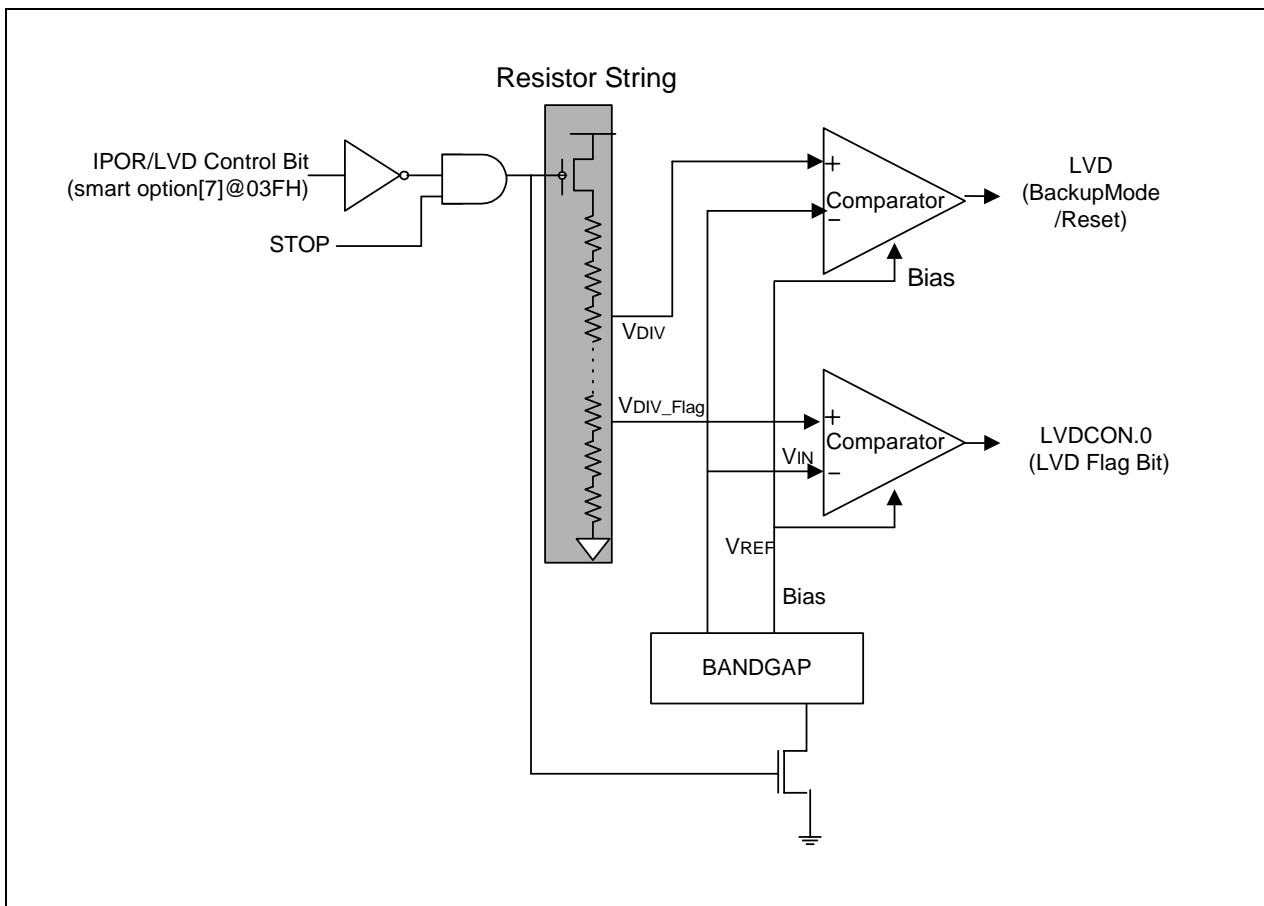 Resistor String
IPOR/LVD Control Bit
(smart option[7]@03FH)
STOP
+
Comparator
−
LVD
(BackupMode
/Reset)
Bias
VDIV
VDIV_Flag
+
Comparator
VIN
−
LVDCON.0
(LVD Flag Bit)
VREF
Bias
BANDGAP